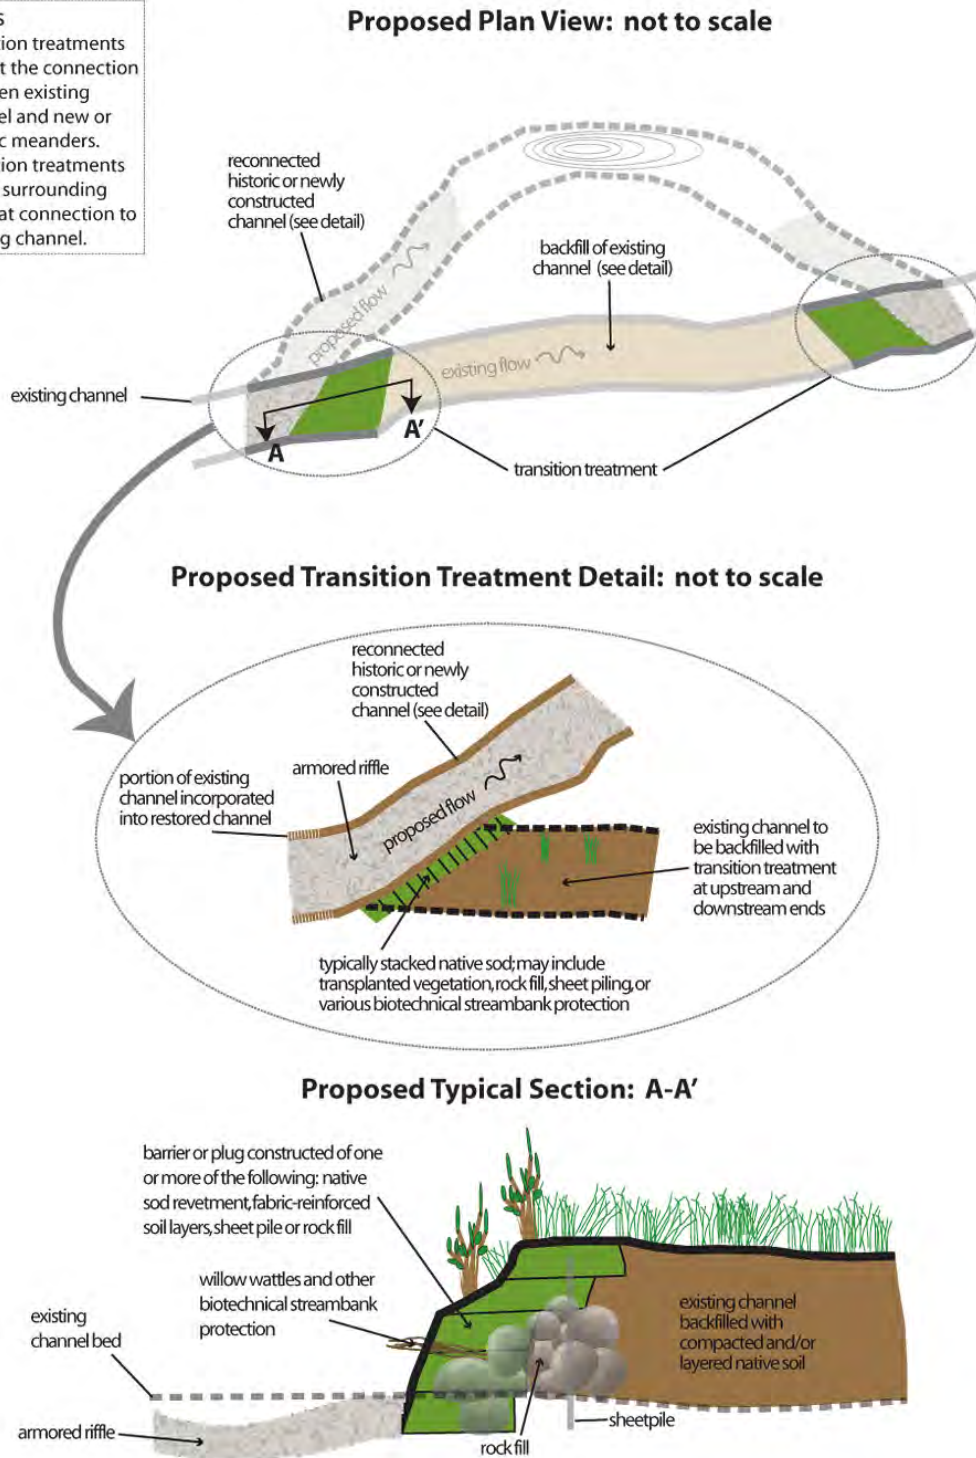 Proposed Plan View: not to scale
treatments
the connection
existing
and new or
meanders.
treatments
surrounding
at connection to
channel.
reconnected
historic or newly
constructed
channel (see detail)
backfill of existing
channel (see detail)
proposed flow
existing flow
existing channel
A
A’
transition treatment
Proposed Transition Treatment Detail: not to scale
reconnected
historic or newly
constructed
channel (see detail)
armored riffle
portion of existing
channel incorporated
into restored channel
proposed flow
existing channel to
be backfilled with
transition treatment
at upstream and
downstream ends
typically stacked native sod; may include
transplanted vegetation, rock fill, sheet piling, or
various biotechnical streambank protection
Proposed Typical Section: A-A’
barrier or plug constructed of one
or more of the following: native
sod revetment, fabric-reinforced
soil layers, sheet pile or rock fill
willow wattles and other
biotechnical streambank
protection
existing
channel bed
existing channel
backfilled with
compacted and/or
layered native soil
armored riffle
sheetpile
rock fill